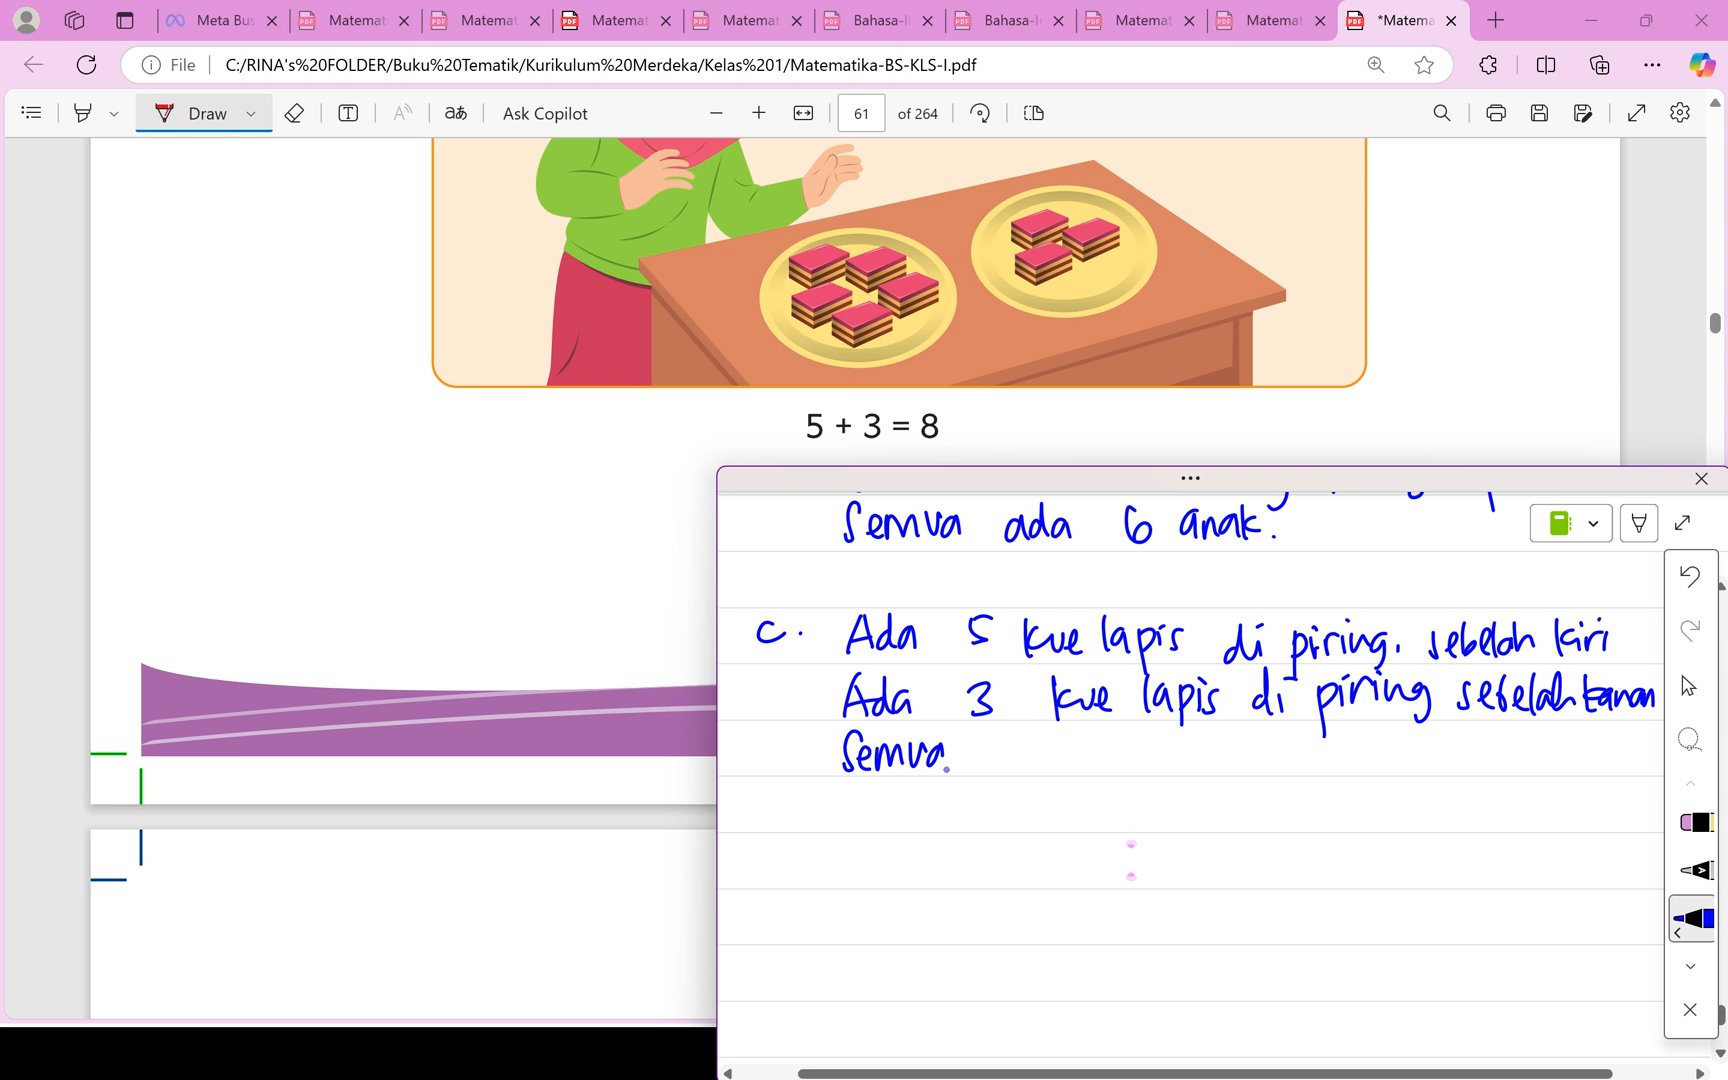 Meta Bus
Matemat
Matemat
Matemat
Matemat
Bahasa-I
Bahasa-I
Matemat
Matemat
*Matema
File
C:/RINA's%20FOLDER/Buku%20Tematik/Kurikulum%20Merdeka/Kelas%201/Matematika-BS-KLS-I.pdf
Draw
Ask Copilot
61 of 264
5 + 3 = 8
Semua ada 6 anak.
c. Ada 5 kue lapis di piring. sebelah kiri
Ada 3 kue lapis di piring sebelah kanan
Semua